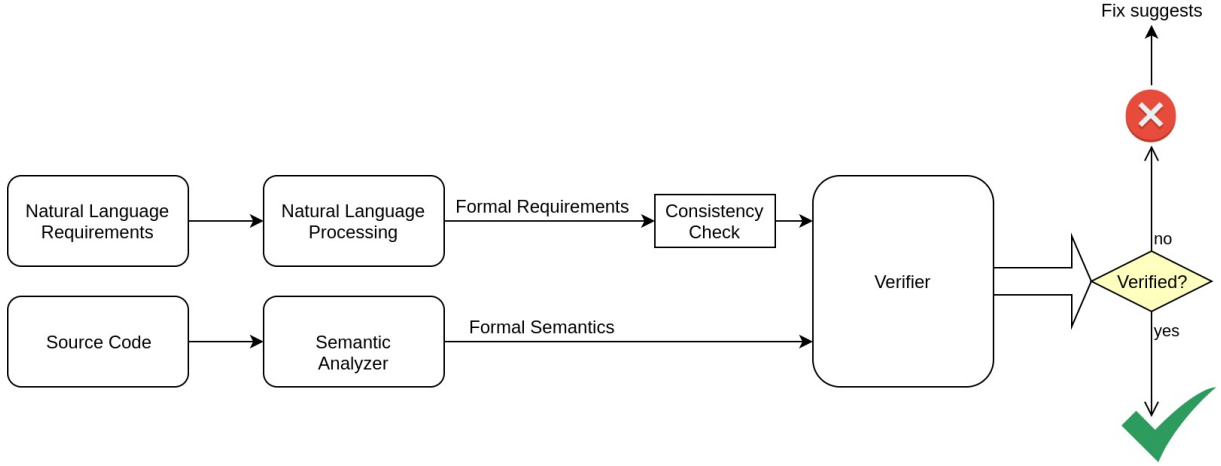 Fix suggests
no
Natural Language
Requirements
Natural Language
Processing
Formal Requirements
Consistency
Check
Verifier
Verified?
yes
Source Code
Semantic
Analyzer
Formal Semantics